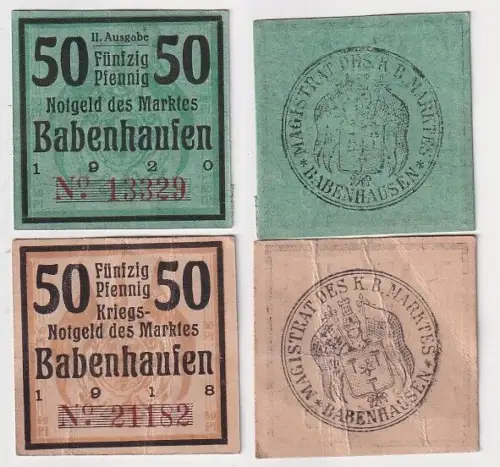 II. Ausgabe
50 Fünfzig Pfennig 50
Notgeld des Marktes
Babenhausen
1 9 2 0
No 13329
* MAGISTRAT DES K. B. MARKTES *
BABENHAUSEN
50 Fünfzig Pfennig 50
Kriegs-
Notgeld des Marktes
Babenhausen
1 9 1 8
No 21182
* MAGISTRAT DES K. B. MARKTES *
BABENHAUSEN